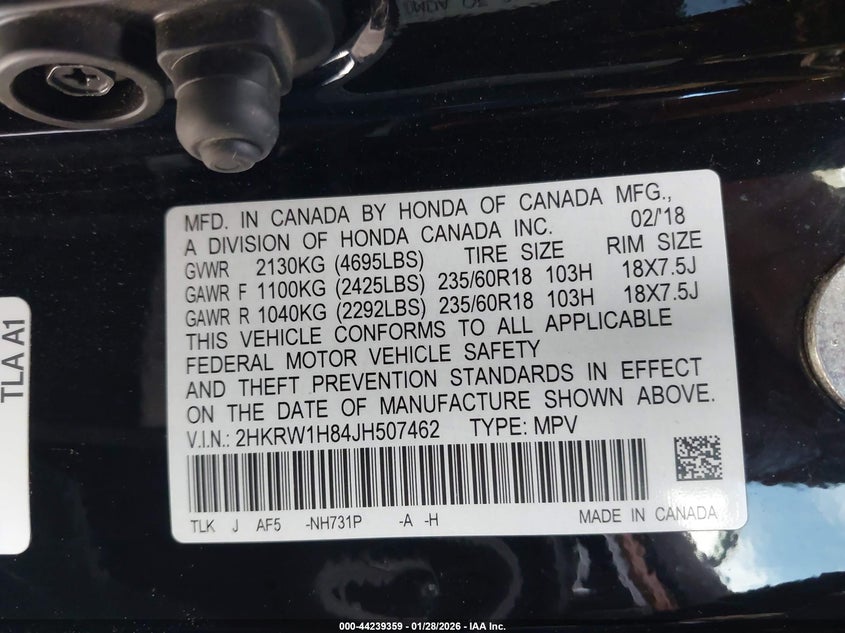 MFD. IN CANADA BY HONDA OF CANADA MFG.,
A DIVISION OF HONDA CANADA INC. 02/'18
GVWR 2130KG (4695LBS) TIRE SIZE RIM SIZE
GAWR F 1100KG (2425LBS) 235/60R18 103H 18X7.5J
GAWR R 1040KG (2292LBS) 235/60R18 103H 18X7.5J
THIS VEHICLE CONFORMS TO ALL APPLICABLE
FEDERAL MOTOR VEHICLE SAFETY
AND THEFT PREVENTION STANDARDS IN EFFECT
ON THE DATE OF MANUFACTURE SHOWN ABOVE.
V.I.N.: 2HKRW1H84JH507462 TYPE: MPV
TLK J AF5 -NH731P -A -H MADE IN CANADA
TLA A1
000-44239359 - 01/28/2026 - IAA Inc.